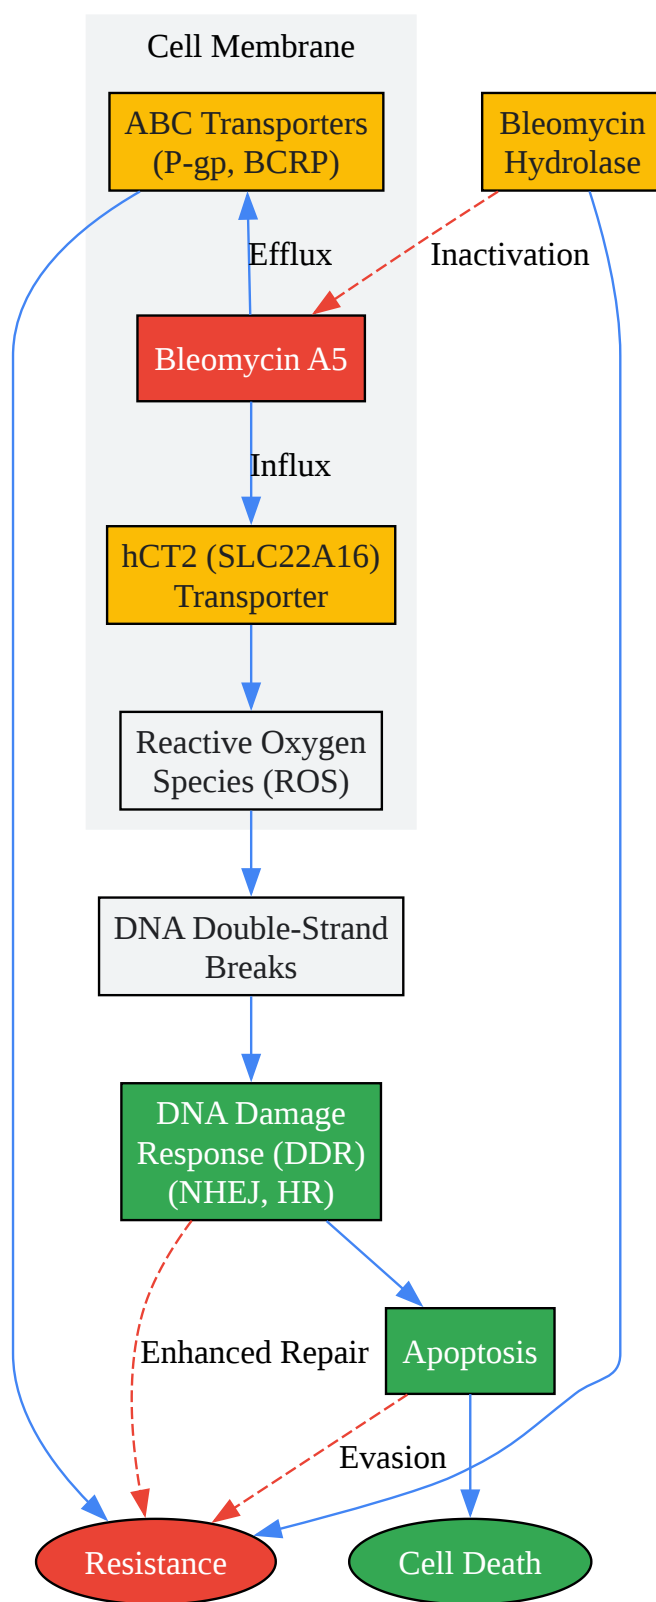 Cell Membrane
ABC Transporters
(P-gp, BCRP)
Bleomycin
Hydrolase
Efflux
Inactivation
Bleomycin A5
Influx
hCT2 (SLC22A16)
Transporter
Reactive Oxygen
Species (ROS)
DNA Double-Strand
Breaks
DNA Damage
Response (DDR)
(NHEJ, HR)
Enhanced Repair
Apoptosis
Evasion
Resistance
Cell Death